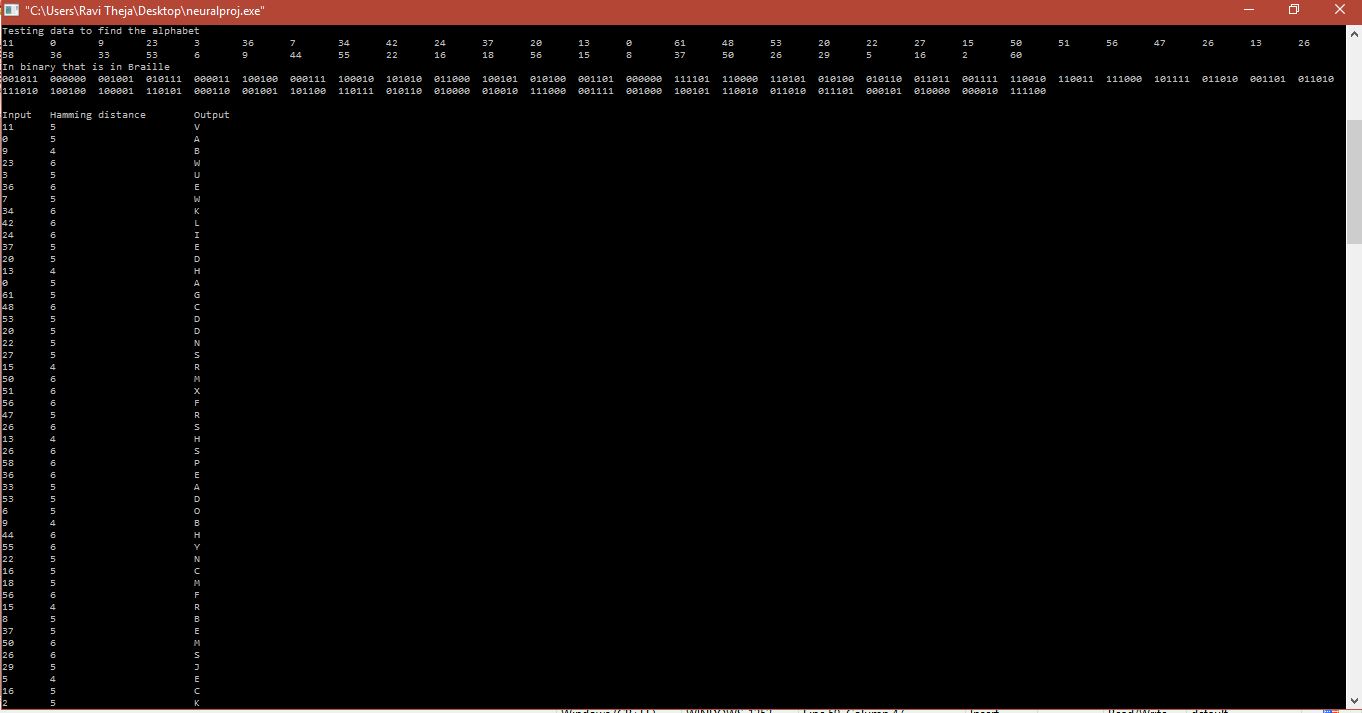 "C:\Users\Ravi Theja\Desktop\neuralproj.exe"
Testing data to find the alphabet
11 0 9 23 3 36 7 34 42 24 37 20 13 0 61 48 53 20 22 27 15 50 51 56 47 26 13 26
58 36 33 53 6 9 44 55 22 16 18 56 15 8 37 50 26 29 5 16 2 60
In binary that is in Braille
001011 000000 001001 010111 000011 100100 000111 100010 101010 011000 100101 010100 001101 000000 111101 110000 110101 010100 010110 011011 001111 110010 110011 111000 101111 011010 001101 011010
111010 100100 100001 110101 000110 001001 101100 110111 010110 010000 010010 111000 001111 001000 100101 110010 011010 011101 000101 010000 000010 111100
Input Hamming distance Output
11 5 V
0 5 A
9 4 B
23 6 W
3 5 U
36 6 E
7 5 W
34 6 K
42 6 L
24 6 I
37 5 E
20 5 D
13 4 H
0 5 A
61 5 G
48 6 C
53 5 D
20 5 D
22 5 N
27 5 S
15 4 R
50 6 M
51 6 X
56 6 F
47 5 R
26 6 S
13 4 H
26 6 S
58 6 P
36 6 E
33 5 A
53 5 D
6 5 O
9 4 B
44 6 H
55 6 Y
22 5 N
16 5 C
18 5 M
56 6 F
15 4 R
8 5 B
37 5 E
50 6 M
26 6 S
29 5 J
5 4 E
16 5 C
2 5 K